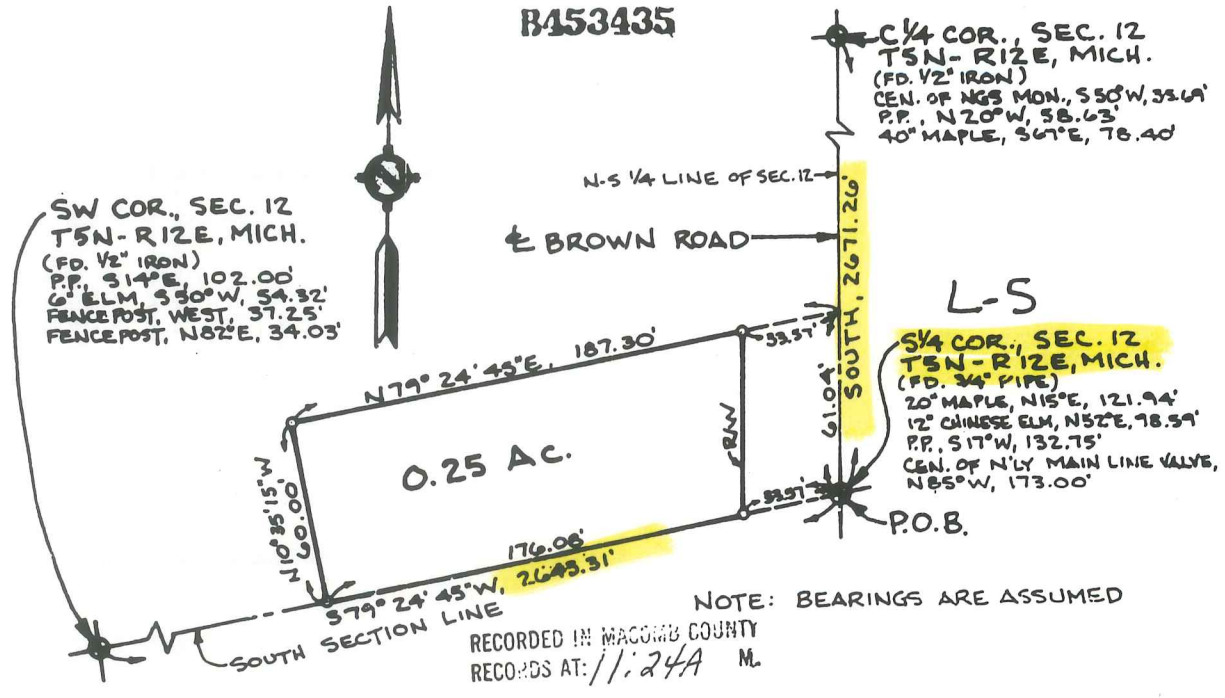 B453435
C 1/4 COR., SEC. 12
T5N-R12E, MICH.
(FD. 1/2" IRON)
CEN. OF NGS MON., S50°W, 33.69'
P.P., N20°W, 58.63'
40" MAPLE, S67°E, 78.40'
N-S 1/4 LINE OF SEC.12
℄ BROWN ROAD
SOUTH, 2671.26'
SW COR., SEC. 12
T5N-R12E, MICH.
(FD. 1/2" IRON)
P.P., S14°E, 102.00'
6" ELM, S50°W, 54.32'
FENCEPOST, WEST, 37.25'
FENCEPOST, N82°E, 34.03'
L-5
S 1/4 COR., SEC. 12
T5N-R12E, MICH.
(FD. 3/4" PIPE)
20" MAPLE, N15°E, 121.94'
12" CHINESE ELM, N52°E, 98.59'
P.P., S17°W, 132.75'
CEN. OF N'LY MAIN LINE VALVE,
N85°W, 173.00'
P.O.B.
N79° 24' 45"E, 187.30'
33.57'
61.04'
R/W
0.25 AC.
N10°35'15"W
60.00'
33.57'
176.08'
S79° 24' 45"W, 2643.31'
SOUTH SECTION LINE
NOTE: BEARINGS ARE ASSUMED
RECORDED IN MACOMB COUNTY
RECORDS AT: 11:24A M.